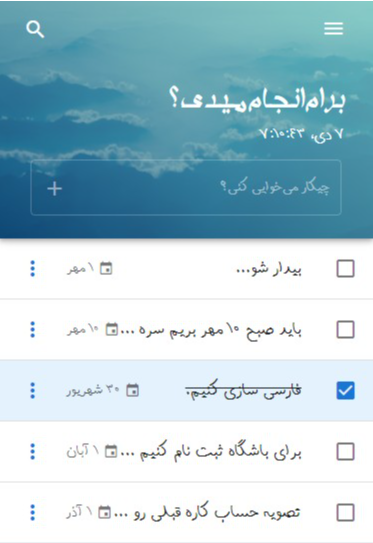 برام انجام میدی؟
۷ دی، ۷:۱۰:۴۳
چیکار می‌خوایی کنی؟
بیدار شو...
۱ مهر
باید صبح ۱۰ مهر بریم سره ...
۱۰ مهر
فارسی سازی کنیم.
۳۰ شهریور
برای باشگاه ثبت نام کنیم ...
۱ آبان
تصویه حساب کاره قبلی رو ...
۱ آذر